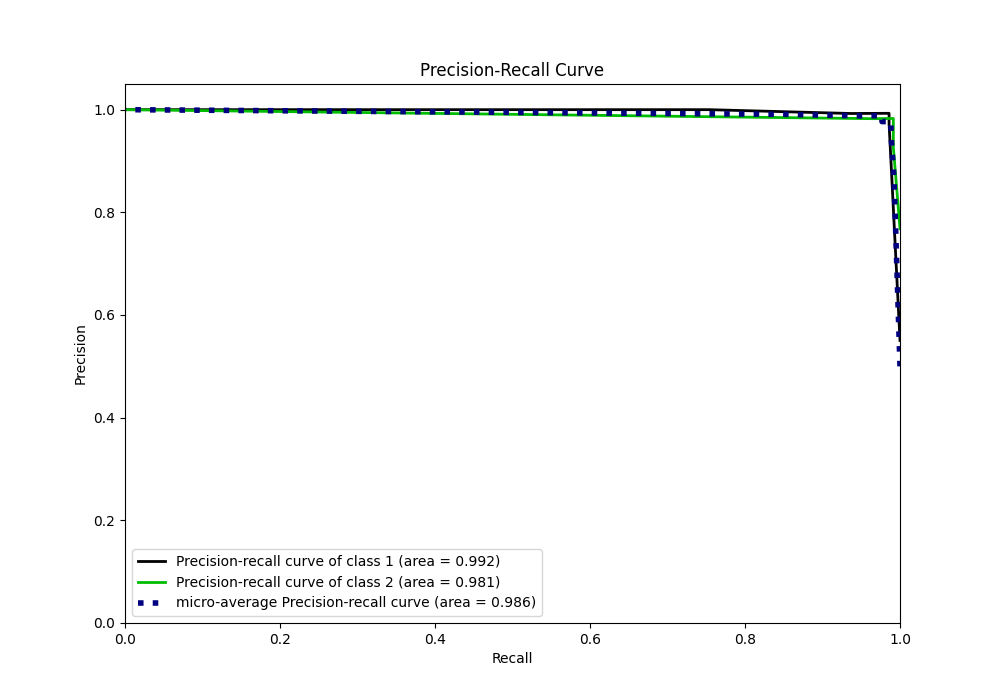 Precision-Recall Curve
1.0
0.8
0.6
0.4
0.2
0.0
Precision
Precision-recall curve of class 1 (area = 0.992)
Precision-recall curve of class 2 (area = 0.981)
micro-average Precision-recall curve (area = 0.986)
0.0 0.2 0.4 0.6 0.8 1.0
Recall